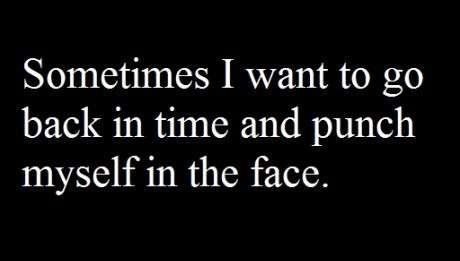 Sometimes I want to go
back in time and punch
myself in the face.